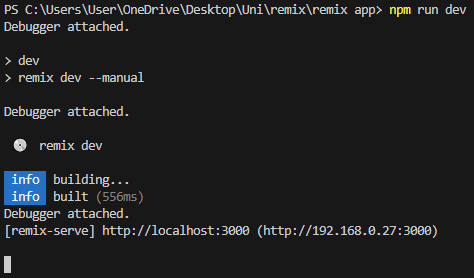 PS C:\Users\User\OneDrive\Desktop\Uni\remix\remix app> npm run dev
Debugger attached.
> dev
> remix dev --manual
Debugger attached.
remix dev
info building...
info built (556ms)
Debugger attached.
[remix-serve] http://localhost:3000 (http://192.168.0.27:3000)